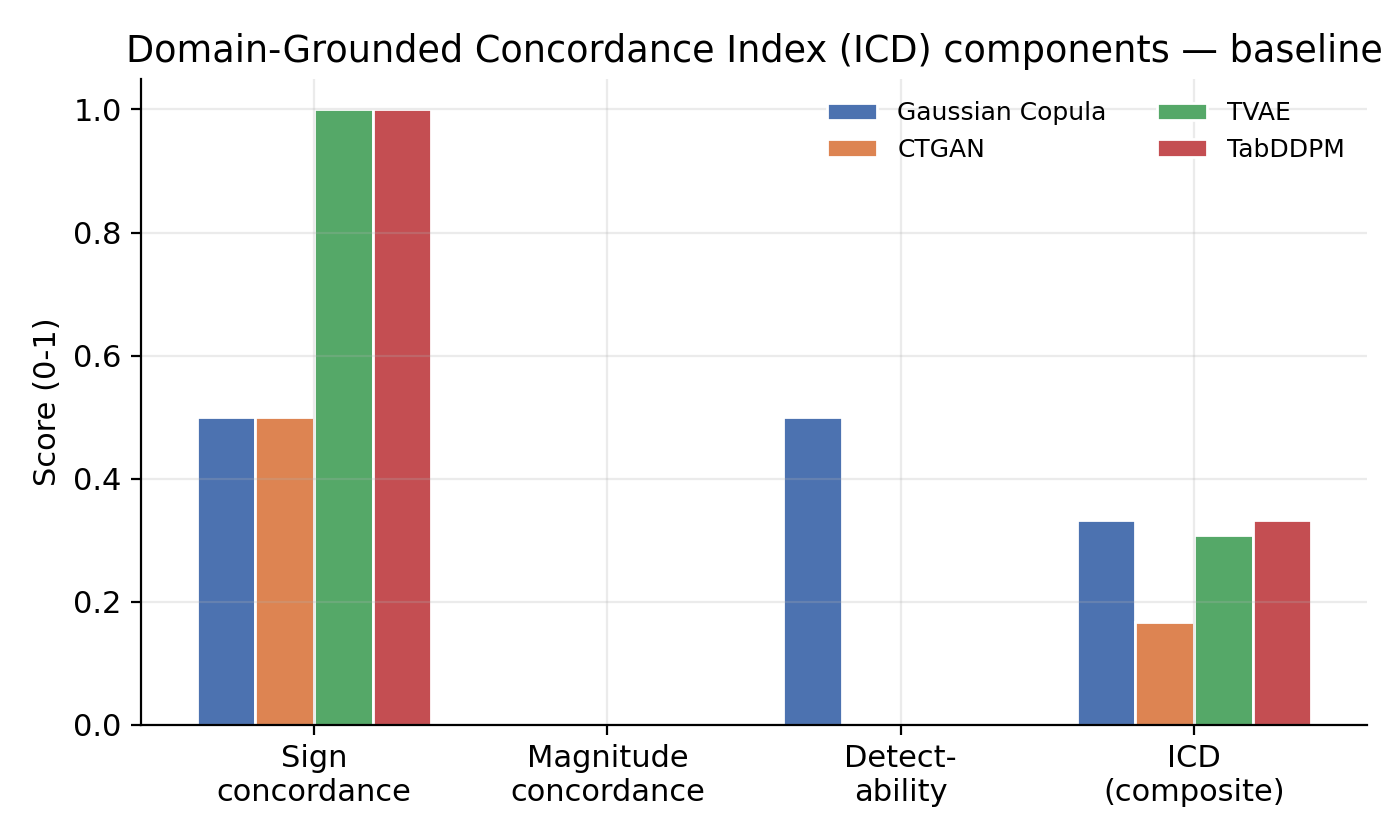 Domain-Grounded Concordance Index (ICD) components — baseline
Gaussian Copula
CTGAN
TVAE
TabDDPM
Score (0-1)
1.0
0.8
0.6
0.4
0.2
0.0
Sign
concordance
Magnitude
concordance
Detect-
ability
ICD
(composite)